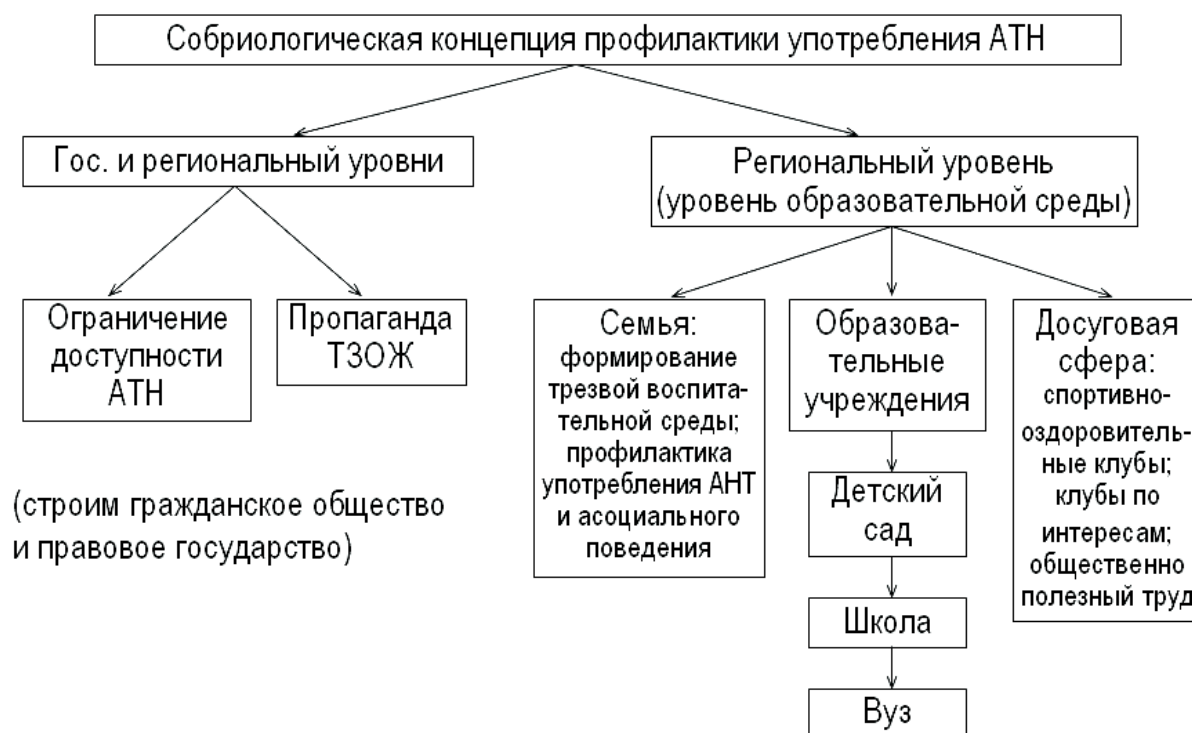 Собриологическая концепция профилактики употребления АТН
Гос. и региональный уровни
Региональный уровень
(уровень образовательной среды)
Ограничение
доступности
АТН
Пропаганда
ТЗОЖ
(строим гражданское общество
и правовое государство)
Семья:
формирование
трезвой воспита-
тельной среды;
профилактика
употребления АНТ
и асоциального
поведения
Образова-
тельные
учреждения
Детский
сад
Школа
Вуз
Досуговая
сфера:
спортивно-
оздоровитель-
ные клубы;
клубы по
интересам;
общественно
полезный труд